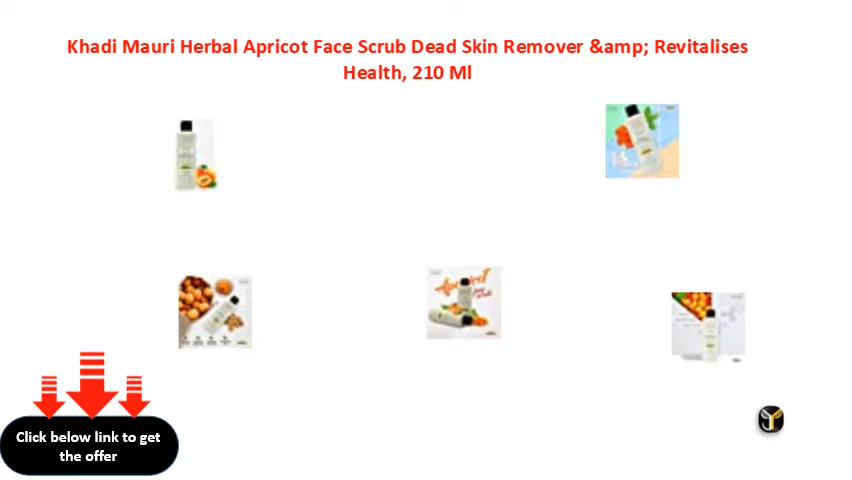 Khadi Mauri Herbal Apricot Face Scrub Dead Skin Remover &amp; Revitalises
Health, 210 Ml
Apricot
Click below link to get
the offer